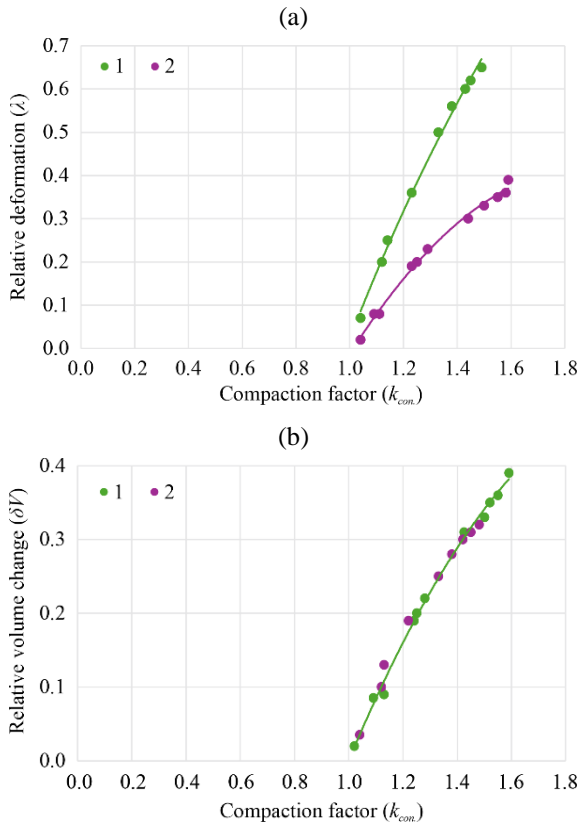 (a)
Relative deformation (λ)
0.7
0.6
0.5
0.4
0.3
0.2
0.1
0.0
1 2
0.0 0.2 0.4 0.6 0.8 1.0 1.2 1.4 1.6 1.8
Compaction factor (kcon.)
(b)
Relative volume change (δV)
0.4
0.3
0.2
0.1
0.0
1 2
0.0 0.2 0.4 0.6 0.8 1.0 1.2 1.4 1.6 1.8
Compaction factor (kcon.)